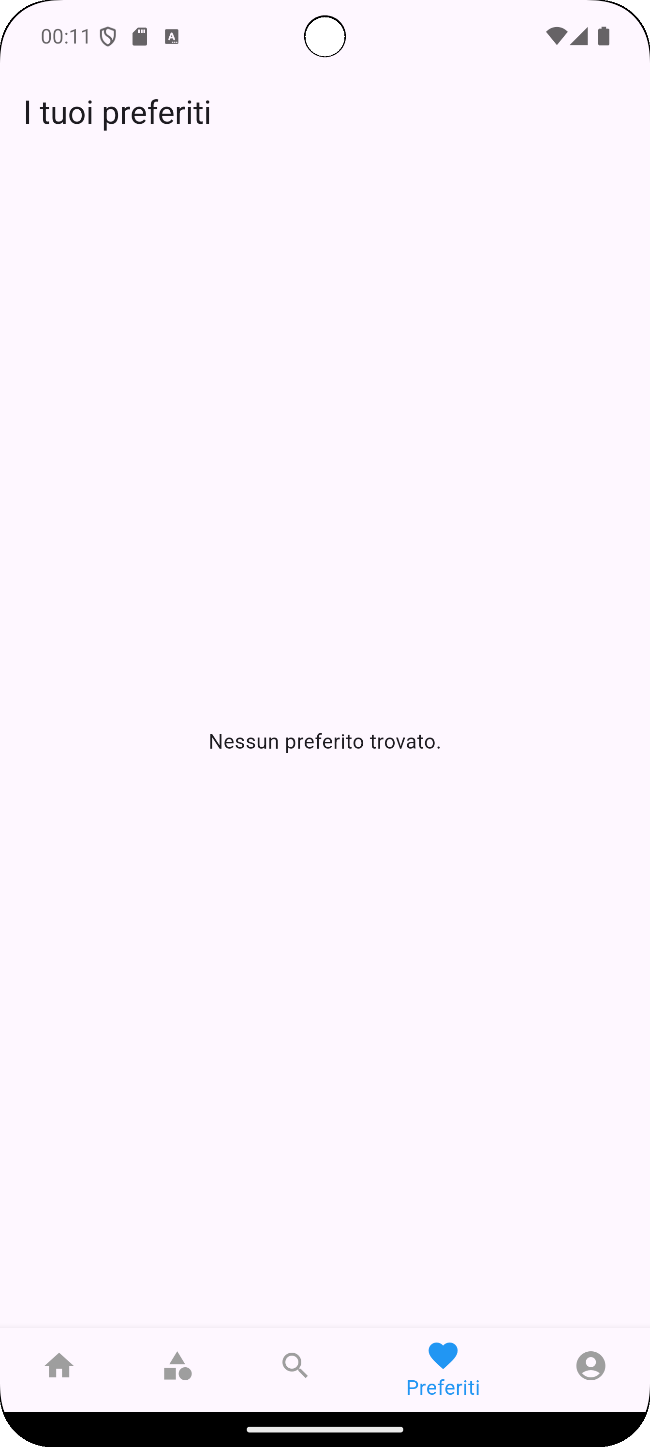 00:11
I tuoi preferiti
Nessun preferito trovato.
Preferiti